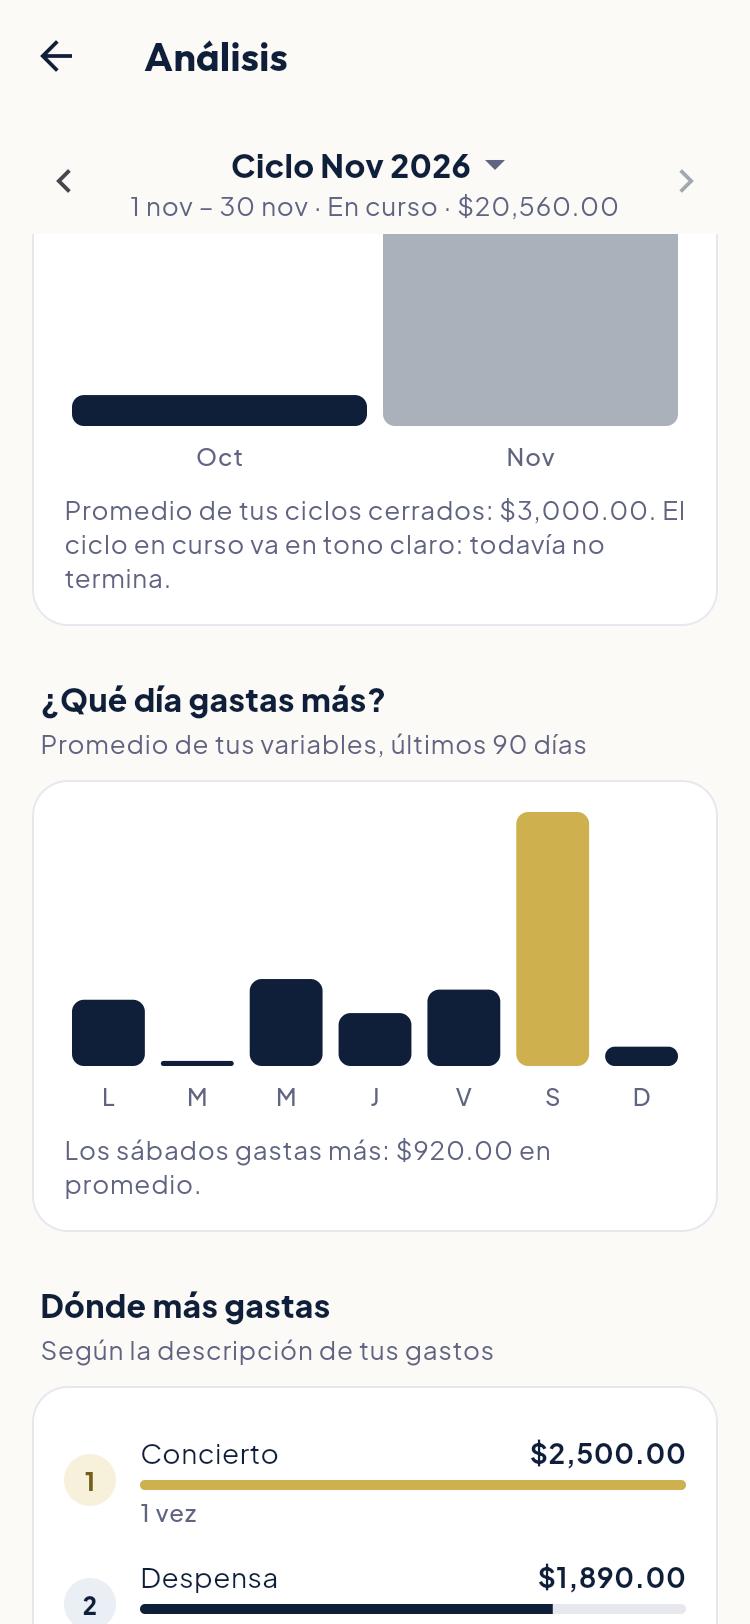 Análisis
Ciclo Nov 2026
1 nov – 30 nov · En curso · $20,560.00
Oct
Nov
Promedio de tus ciclos cerrados: $3,000.00. El
ciclo en curso va en tono claro: todavía no
termina.
¿Qué día gastas más?
Promedio de tus variables, últimos 90 días
L M M J V S D
Los sábados gastas más: $920.00 en
promedio.
Dónde más gastas
Según la descripción de tus gastos
1 Concierto $2,500.00
1 vez
2 Despensa $1,890.00